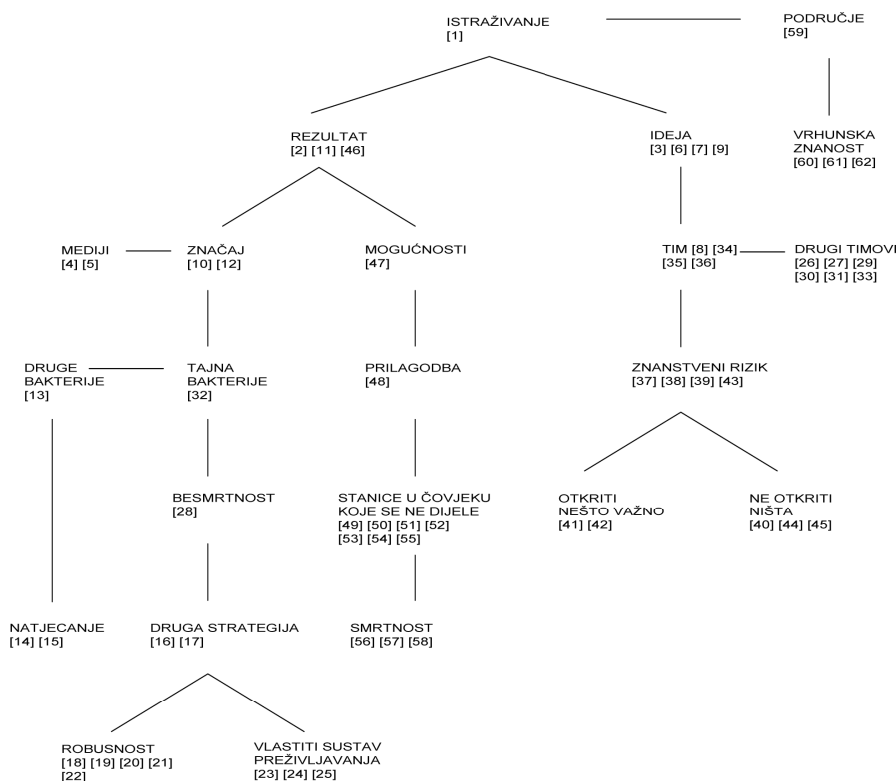 ISTRAŽIVANJE
[1]
PODRUČJE
[59]
REZULTAT
[2] [11] [46]
IDEJA
[3] [6] [7] [9]
VRHUNSKA
ZNANOST
[60] [61] [62]
MEDIJI
[4] [5]
ZNAČAJ
[10] [12]
MOGUĆNOSTI
[47]
TIM [8] [34]
[35] [36]
DRUGI TIMOVI
[26] [27] [29]
[30] [31] [33]
DRUGE
BAKTERIJE
[13]
TAJNA
BAKTERIJE
[32]
PRILAGODBA
[48]
ZNANSTVENI RIZIK
[37] [38] [39] [43]
BESMRTNOST
[28]
STANICE U ČOVJEKU
KOJE SE NE DIJELE
[49] [50] [51] [52]
[53] [54] [55]
OTKRITI
NEŠTO VAŽNO
[41] [42]
NE OTKRITI
NIŠTA
[40] [44] [45]
NATJECANJE
[14] [15]
DRUGA STRATEGIJA
[16] [17]
SMRTNOST
[56] [57] [58]
ROBUSNOST
[18] [19] [20] [21]
[22]
VLASTITI SUSTAV
PREŽIVLJAVANJA
[23] [24] [25]